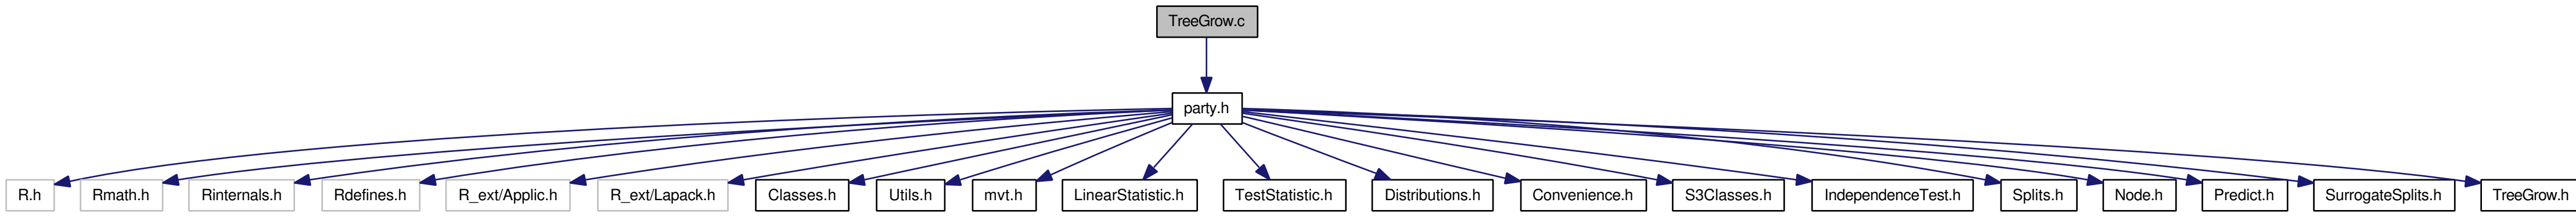 TreeGrow.c
party.h
R.h
Rmath.h
Rinternals.h
Rdefines.h
R_ext/Applic.h
R_ext/Lapack.h
Classes.h
Utils.h
mvt.h
LinearStatistic.h
TestStatistic.h
Distributions.h
Convenience.h
S3Classes.h
IndependenceTest.h
Splits.h
Node.h
Predict.h
SurrogateSplits.h
TreeGrow.h